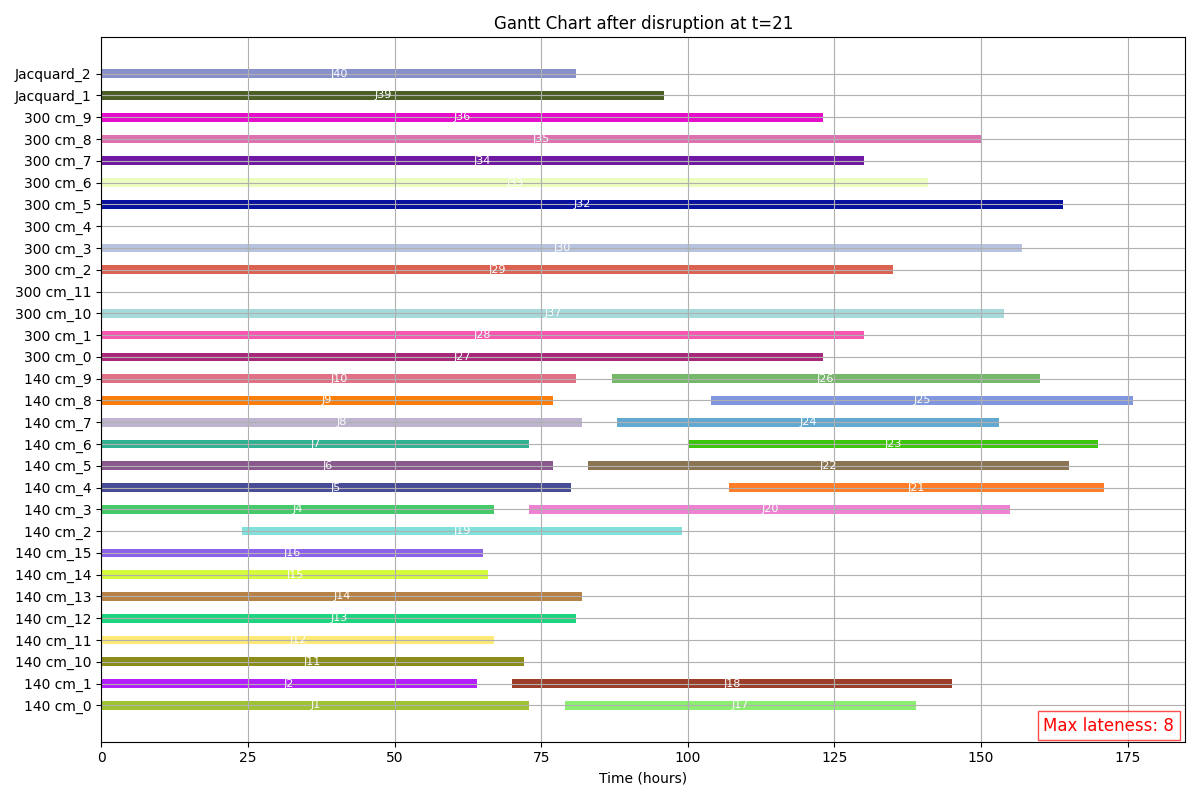 Gantt Chart after disruption at t=21
Jacquard_2
J40
Jacquard_1
J39
300 cm_9
J36
300 cm_8
J35
300 cm_7
J34
300 cm_6
J33
300 cm_5
J32
300 cm_4
300 cm_3
J30
300 cm_2
J29
300 cm_11
300 cm_10
J37
300 cm_1
J28
300 cm_0
J27
140 cm_9
J10 J26
140 cm_8
J9 J25
140 cm_7
J8 J24
140 cm_6
J7 J23
140 cm_5
J6 J22
140 cm_4
J5 J21
140 cm_3
J4 J20
140 cm_2
J19
140 cm_15
J16
140 cm_14
J15
140 cm_13
J14
140 cm_12
J13
140 cm_11
J12
140 cm_10
J11
140 cm_1
J2 J18
140 cm_0
J1 J17
Max lateness: 8
0 25 50 75 100 125 150 175
Time (hours)